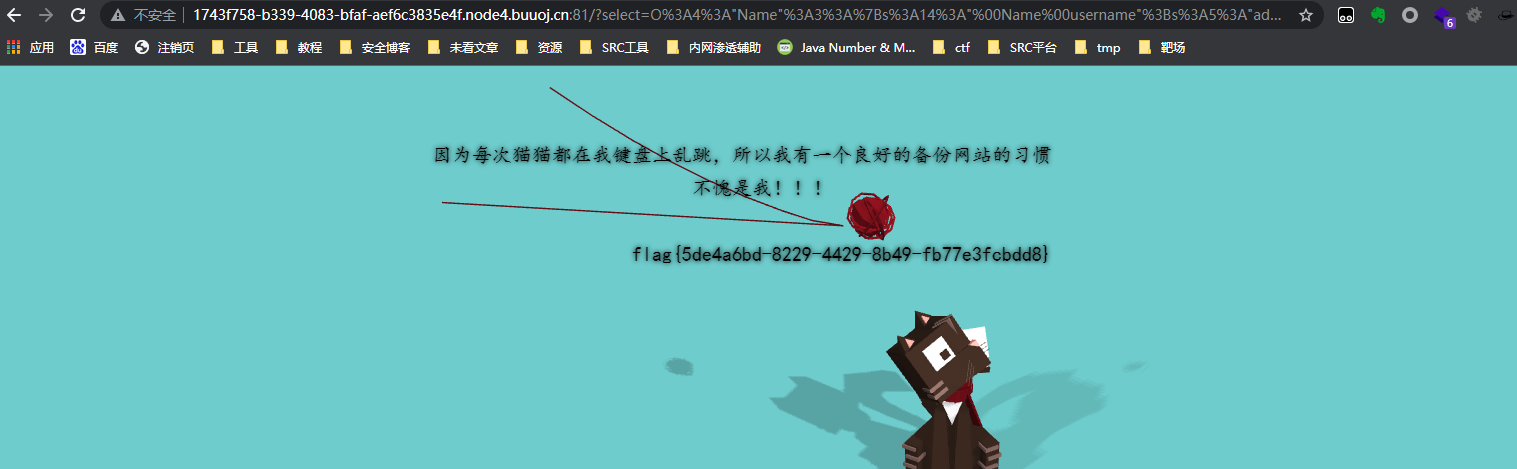 不安全 1743f758-b339-4083-bfaf-aef6c3835e4f.node4.buuoj.cn:81/?select=O%3A4%3A"Name"%3A3%3A%7Bs%3A14%3A"%00Name%00username"%3Bs%3A5%3A"ad...
6
应用 百度 注销页 工具 教程 安全博客 未看文章 资源 SRC工具 内网渗透辅助 Java Number & M... ctf SRC平台 tmp 靶场
因为每次猫猫都在我键盘上乱跳，所以我有一个良好的备份网站的习惯
不愧是我！！！
flag{5de4a6bd-8229-4429-8b49-fb77e3fcbdd8}